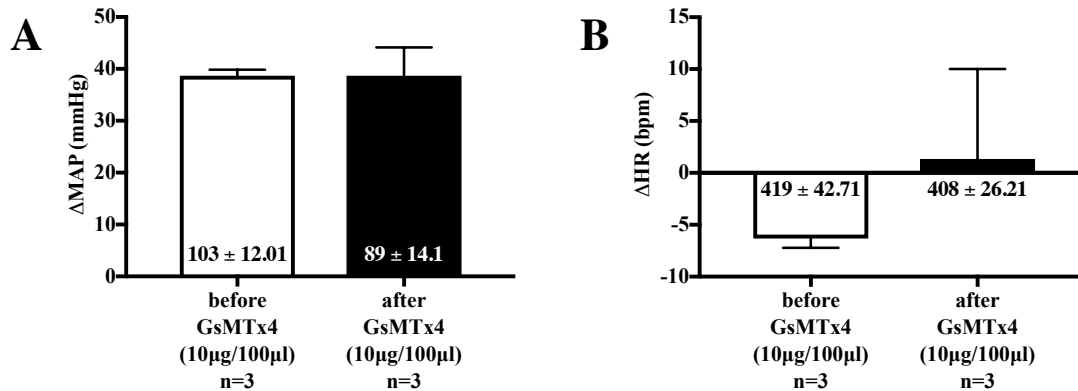 A
ΔMAP (mmHg)
50
40
30
20
10
0
103 ± 12.01
89 ± 14.1
before
GsMTx4
(10μg/100μl)
n=3
after
GsMTx4
(10μg/100μl)
n=3
B
ΔHR (bpm)
15
10
5
0
-5
-10
419 ± 42.71
408 ± 26.21
before
GsMTx4
(10μg/100μl)
n=3
after
GsMTx4
(10μg/100μl)
n=3